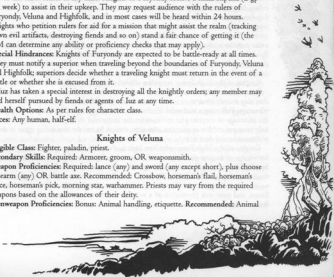 week) to assist in their upkeep. They may request audience with the rulers of
yondy, Veluna and Highfolk, and in most cases will be heard within 24 hours.
ights who petition rulers for aid for a mission that might assist the realm (tracking
wn evil artifacts, destroying fiends and so on) stand a fair chance of getting it (the
M can determine any ability or proficiency checks that may apply).
ecial Hindrances: Knights of Furyondy are expected to be battle-ready at all times.
ey must notify a superior when traveling beyond the boundaries of Furyondy, Veluna
d Highfolk; superiors decide whether a traveling knight must return in the event of a
ttle or whether she is excused from it.
uz has taken a special interest in destroying all the knightly orders; any member may
d herself pursued by fiends or agents of Iuz at any time.
ealth Options: As per rules for character class.
ces: Any human, half-elf.
Knights of Veluna
gible Class: Fighter, paladin, priest.
condary Skills: Required: Armorer, groom, OR weaponsmith.
eapon Proficiencies: Required: lance (any) and sword (any except short), plus choose
earm (any) OR battle axe. Recommended: Crossbow, horseman's flail, horseman's
ce, horseman's pick, morning star, warhammer. Priests may vary from the required
apons based on the allowances of their deity.
nweapon Proficiencies: Bonus: Animal handling, etiquette. Recommended: Animal